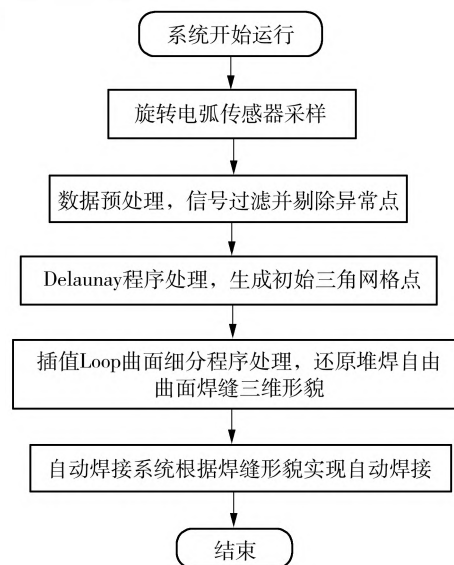 系统开始运行
旋转电弧传感器采样
数据预处理，信号过滤并剔除异常点
Delaunay程序处理，生成初始三角网格点
插值Loop曲面细分程序处理，还原堆焊自由
曲面焊缝三维形貌
自动焊接系统根据焊缝形貌实现自动焊接
结束